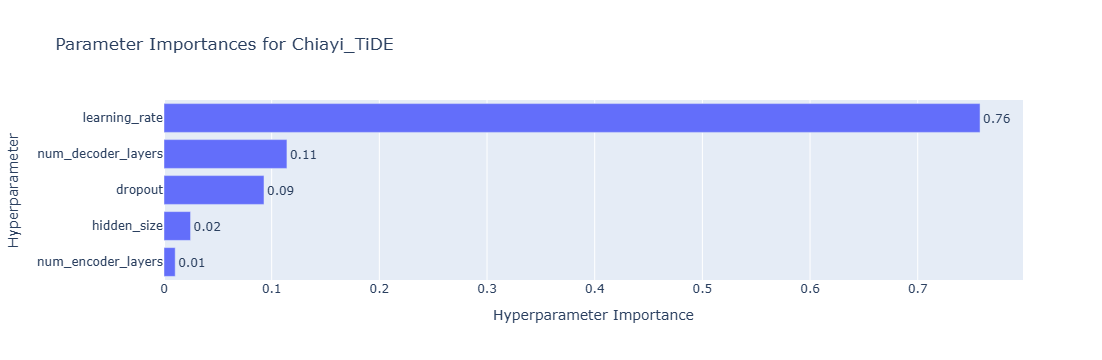 Parameter Importances for Chiayi_TiDE
Hyperparameter
learning_rate 0.76
num_decoder_layers 0.11
dropout 0.09
hidden_size 0.02
num_encoder_layers 0.01
0 0.1 0.2 0.3 0.4 0.5 0.6 0.7
Hyperparameter Importance